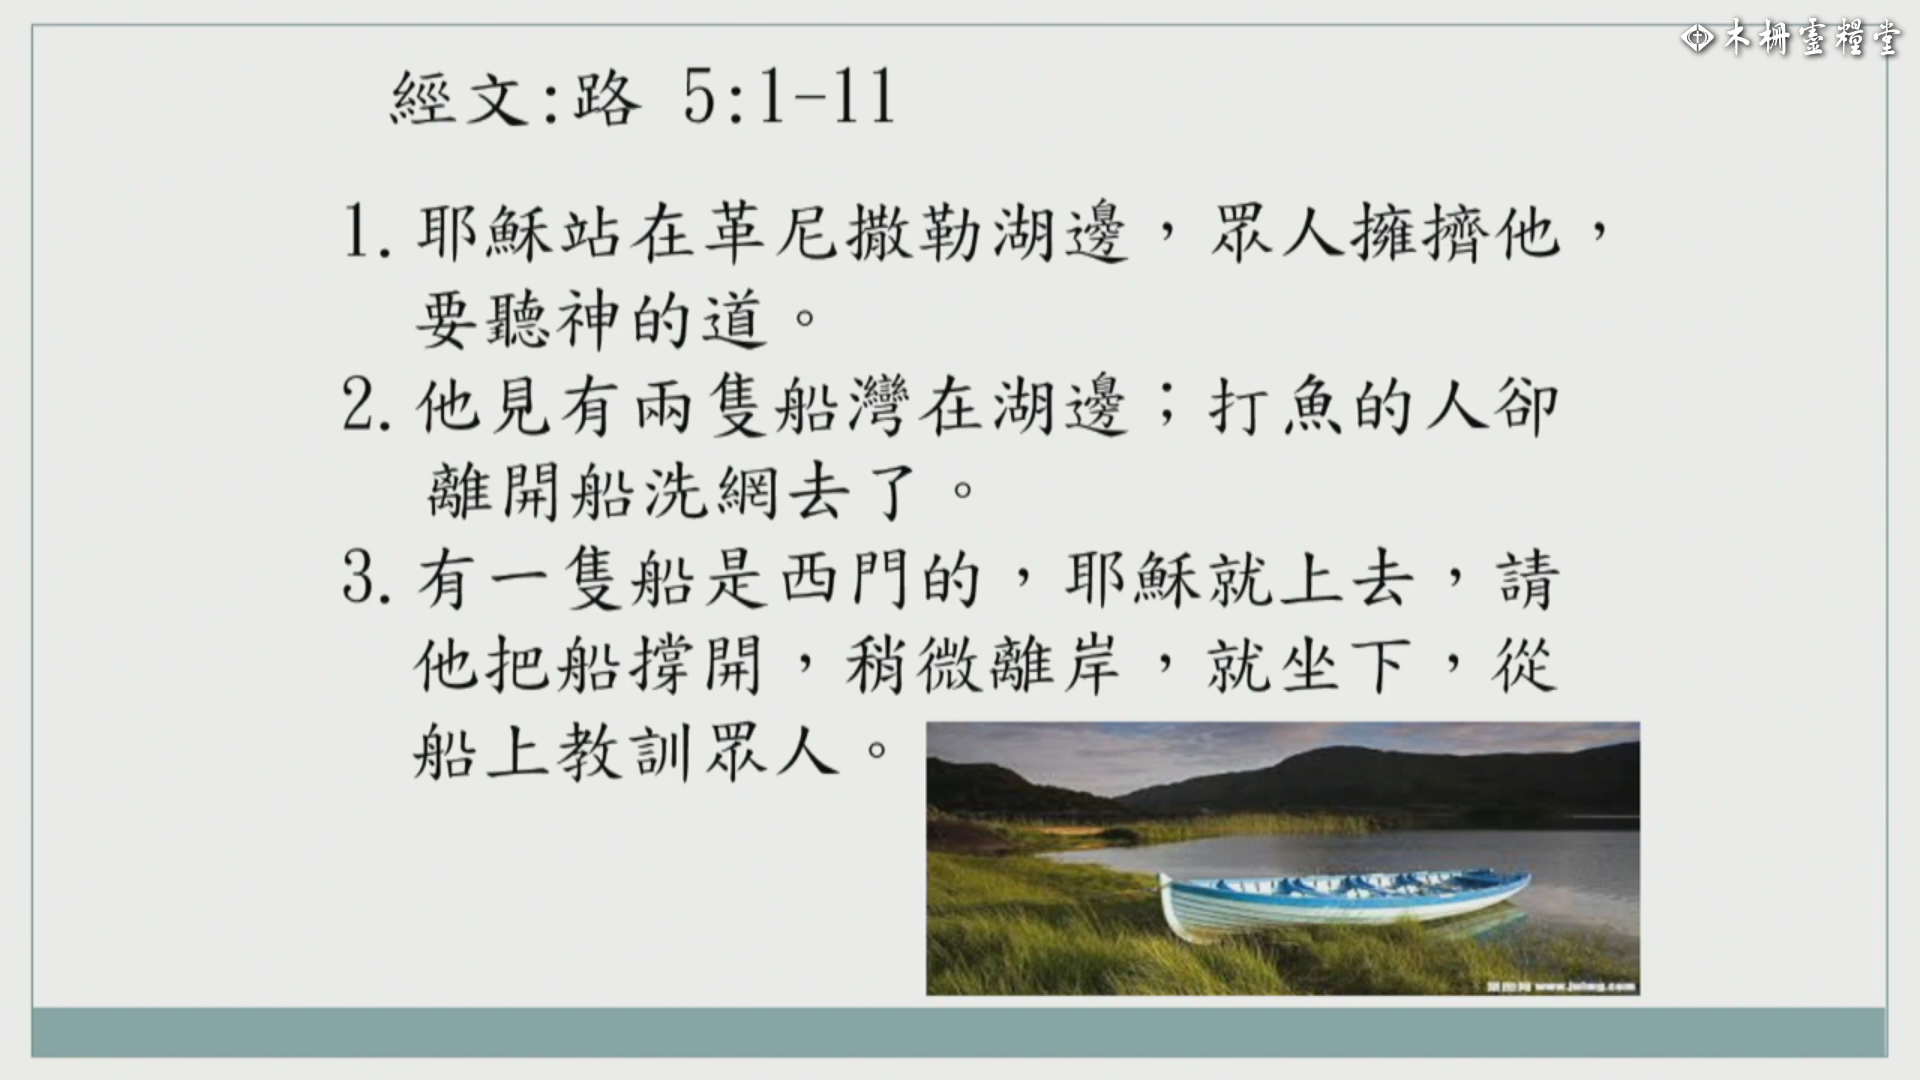 木柵靈糧堂
經文:路 5:1-11
1. 耶穌站在革尼撒勒湖邊，眾人擁擠他，
要聽神的道。
2. 他見有兩隻船灣在湖邊；打魚的人卻
離開船洗網去了。
3. 有一隻船是西門的，耶穌就上去，請
他把船撐開，稍微離岸，就坐下，從
船上教訓眾人。